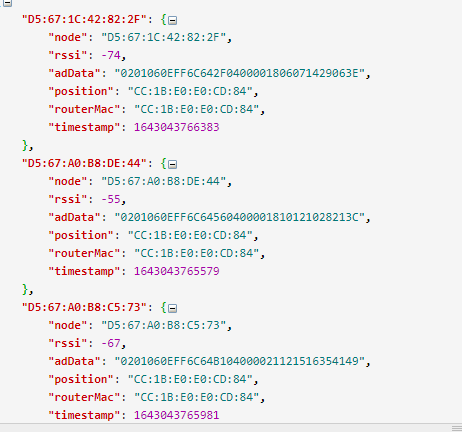 "D5:67:1C:42:82:2F": {
"node": "D5:67:1C:42:82:2F",
"rssi": -74,
"adData": "0201060EFF6C642F0400001806071429063E",
"position": "CC:1B:E0:E0:CD:84",
"routerMac": "CC:1B:E0:E0:CD:84",
"timestamp": 1643043766383
},
"D5:67:A0:B8:DE:44": {
"node": "D5:67:A0:B8:DE:44",
"rssi": -55,
"adData": "0201060EFF6C64560400001810121028213C",
"position": "CC:1B:E0:E0:CD:84",
"routerMac": "CC:1B:E0:E0:CD:84",
"timestamp": 1643043765579
},
"D5:67:A0:B8:C5:73": {
"node": "D5:67:A0:B8:C5:73",
"rssi": -67,
"adData": "0201060EFF6C64B10400002112151635414​9",
"position": "CC:1B:E0:E0:CD:84",
"routerMac": "CC:1B:E0:E0:CD:84",
"timestamp": 1643043765981